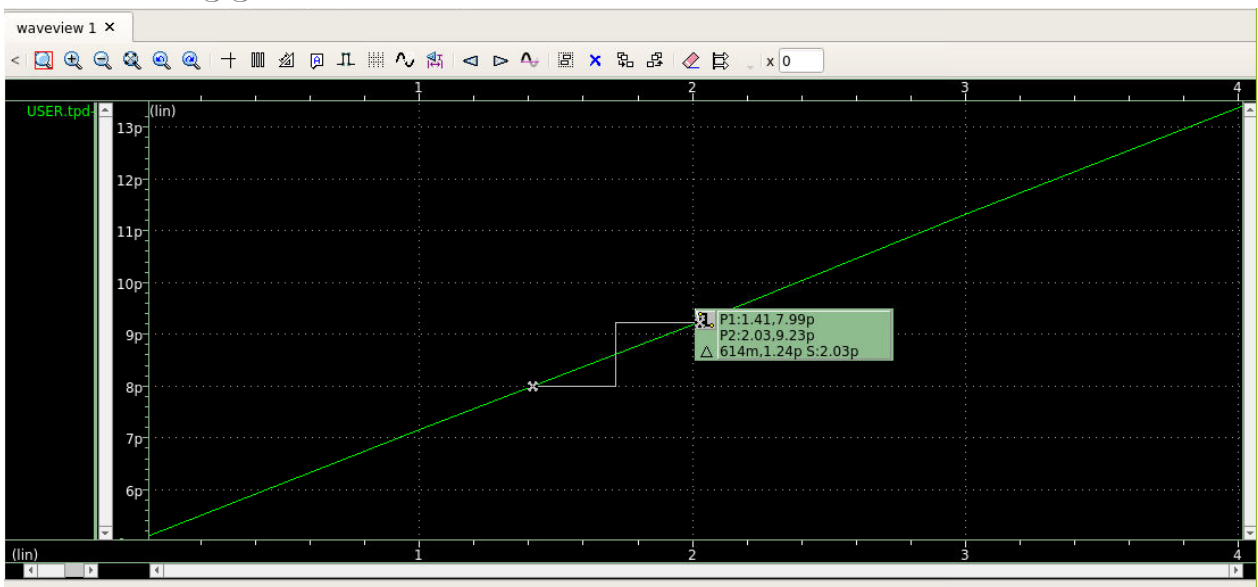 waveview 1 ×
x 0
1 2 3 4
USER.tpd
(lin)
13p
12p
11p
10p
9p
8p
7p
6p
P1:1.41,7.99p
P2:2.03,9.23p
△ 614m,1.24p S:2.03p
(lin) 1 2 3 4